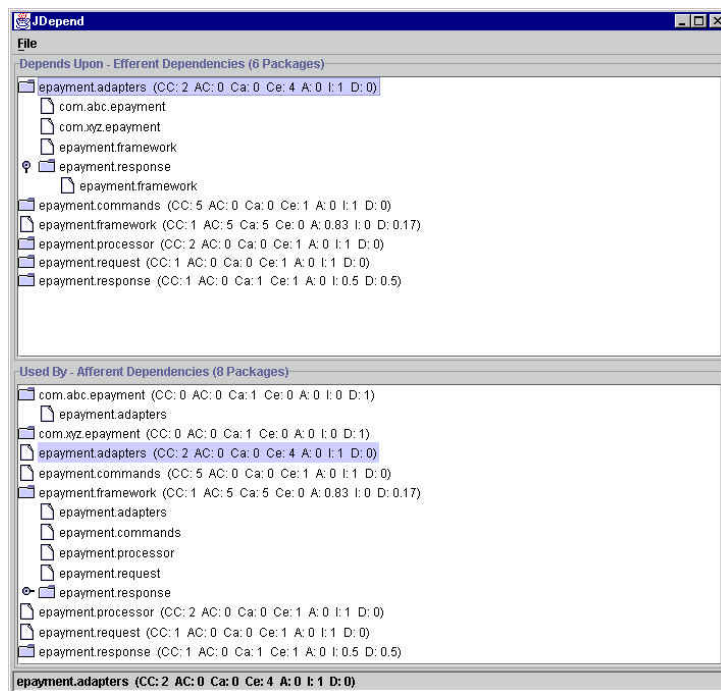 JDepend
File
Depends Upon - Efferent Dependencies (6 Packages)
epayment.adapters (CC: 2 AC: 0 Ca: 0 Ce: 4 A: 0 I: 1 D: 0)
com.abc.epayment
com.xyz.epayment
epayment.framework
epayment.response
epayment.framework
epayment.commands (CC: 5 AC: 0 Ca: 0 Ce: 1 A: 0 I: 1 D: 0)
epayment.framework (CC: 1 AC: 5 Ca: 5 Ce: 0 A: 0.83 I: 0 D: 0.17)
epayment.processor (CC: 2 AC: 0 Ca: 0 Ce: 1 A: 0 I: 1 D: 0)
epayment.request (CC: 1 AC: 0 Ca: 0 Ce: 1 A: 0 I: 1 D: 0)
epayment.response (CC: 1 AC: 0 Ca: 1 Ce: 1 A: 0 I: 0.5 D: 0.5)
Used By - Afferent Dependencies (8 Packages)
com.abc.epayment (CC: 0 AC: 0 Ca: 1 Ce: 0 A: 0 I: 0 D: 1)
epayment.adapters
com.xyz.epayment (CC: 0 AC: 0 Ca: 1 Ce: 0 A: 0 I: 0 D: 1)
epayment.adapters (CC: 2 AC: 0 Ca: 0 Ce: 4 A: 0 I: 1 D: 0)
epayment.commands (CC: 5 AC: 0 Ca: 0 Ce: 1 A: 0 I: 1 D: 0)
epayment.framework (CC: 1 AC: 5 Ca: 5 Ce: 0 A: 0.83 I: 0 D: 0.17)
epayment.adapters
epayment.commands
epayment.processor
epayment.request
epayment.response
epayment.processor (CC: 2 AC: 0 Ca: 0 Ce: 1 A: 0 I: 1 D: 0)
epayment.request (CC: 1 AC: 0 Ca: 0 Ce: 1 A: 0 I: 1 D: 0)
epayment.response (CC: 1 AC: 0 Ca: 1 Ce: 1 A: 0 I: 0.5 D: 0.5)
epayment.adapters (CC: 2 AC: 0 Ca: 0 Ce: 4 A: 0 I: 1 D: 0)